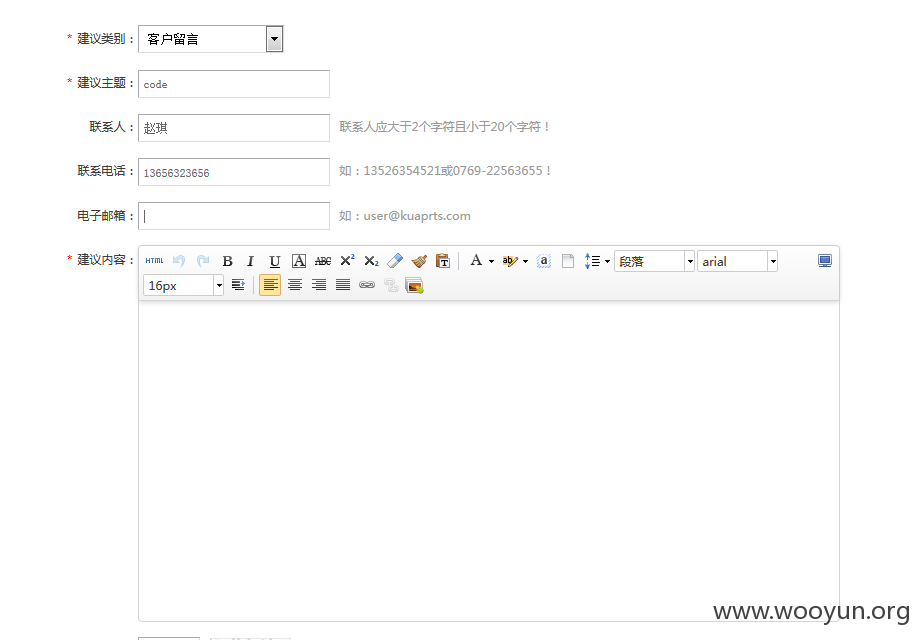 * 建议类别： 客户留言
* 建议主题： code
联系人： 赵琪 联系人应大于2个字符且小于20个字符！
联系电话： 13656323656 如：13526354521或0769-22563655！
电子邮箱： 如：user@kuaprts.com
* 建议内容： HTML B I U A ABC X² X₂ T A ab a 段落 arial
16px
www.wooyun.org